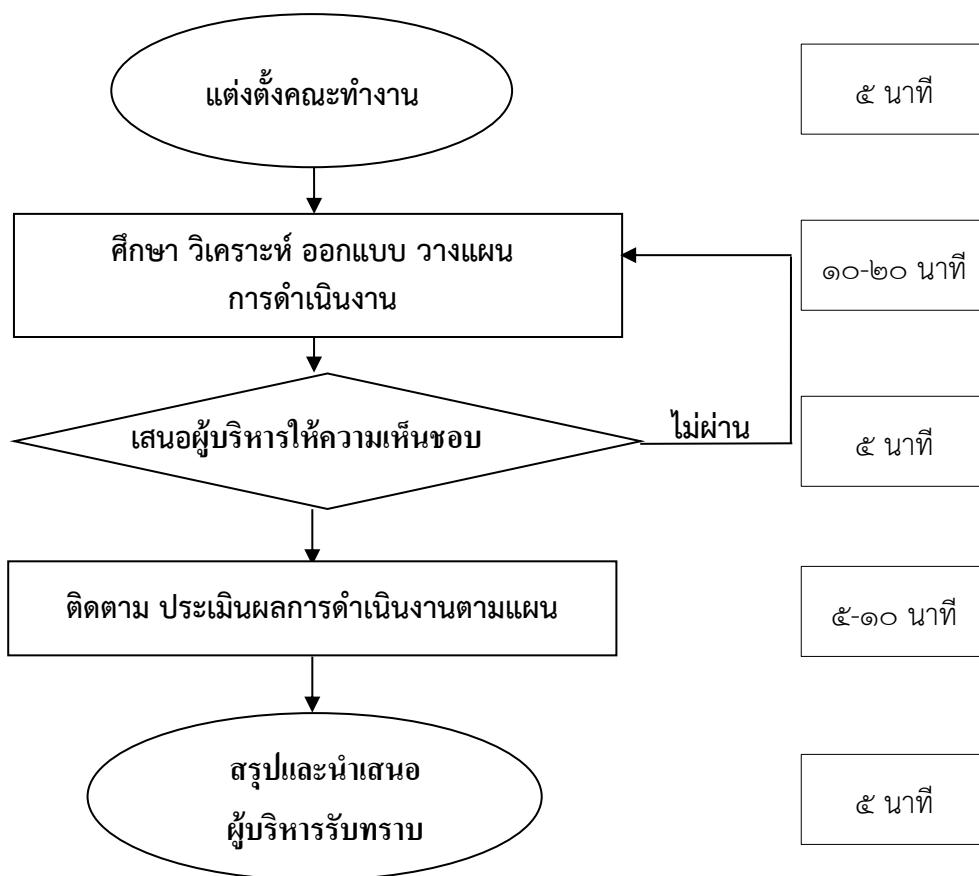 แต่งตั้งคณะทำงาน
๕ นาที
ศึกษา วิเคราะห์ ออกแบบ วางแผน
การดำเนินงาน
๑๐-๒๐ นาที
เสนอผู้บริหารให้ความเห็นชอบ
ไม่ผ่าน
๕ นาที
ติดตาม ประเมินผลการดำเนินงานตามแผน
๕-๑๐ นาที
สรุปและนำเสนอ
ผู้บริหารรับทราบ
๕ นาที